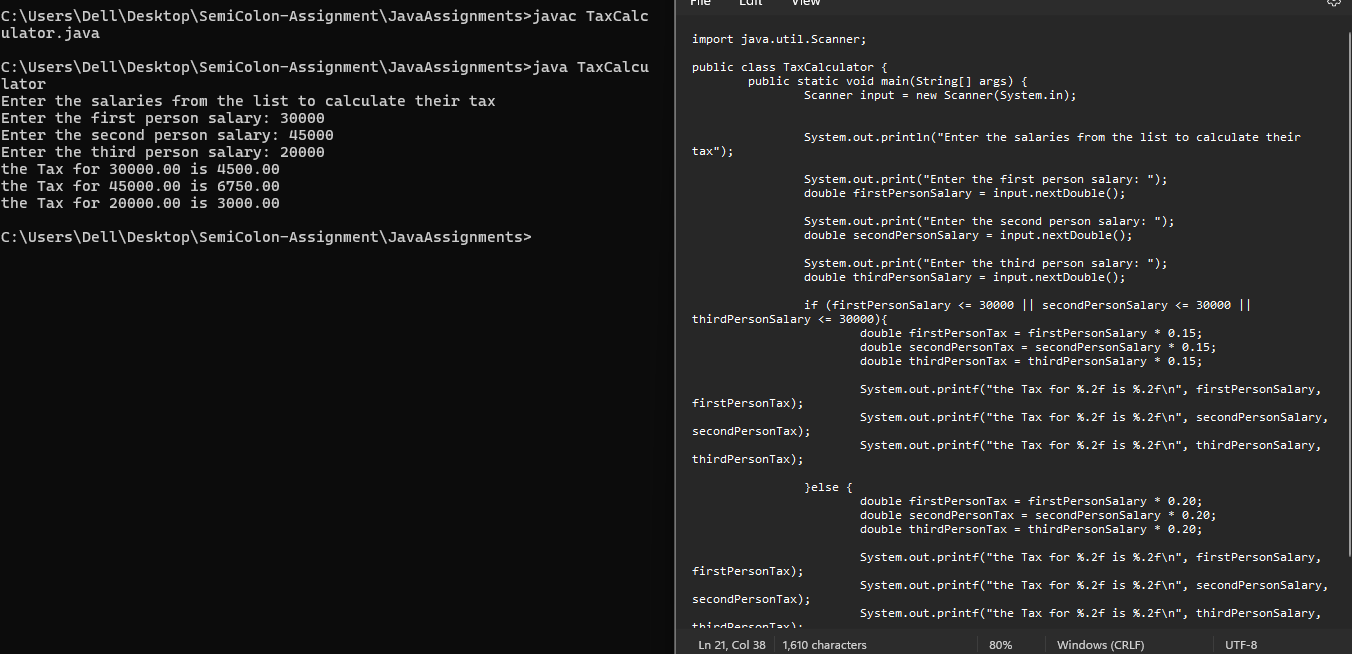 C:\Users\Dell\Desktop\SemiColon-Assignment\JavaAssignments>javac TaxCalc
ulator.java
C:\Users\Dell\Desktop\SemiColon-Assignment\JavaAssignments>java TaxCalcu
lator
Enter the salaries from the list to calculate their tax
Enter the first person salary: 30000
Enter the second person salary: 45000
Enter the third person salary: 20000
the Tax for 30000.00 is 4500.00
the Tax for 45000.00 is 6750.00
the Tax for 20000.00 is 3000.00
C:\Users\Dell\Desktop\SemiColon-Assignment\JavaAssignments>
File Edit View
import java.util.Scanner;
public class TaxCalculator {
public static void main(String[] args) {
Scanner input = new Scanner(System.in);
System.out.println("Enter the salaries from the list to calculate their
tax");
System.out.print("Enter the first person salary: ");
double firstPersonSalary = input.nextDouble();
System.out.print("Enter the second person salary: ");
double secondPersonSalary = input.nextDouble();
System.out.print("Enter the third person salary: ");
double thirdPersonSalary = input.nextDouble();
if (firstPersonSalary <= 30000 || secondPersonSalary <= 30000 ||
thirdPersonSalary <= 30000){
double firstPersonTax = firstPersonSalary * 0.15;
double secondPersonTax = secondPersonSalary * 0.15;
double thirdPersonTax = thirdPersonSalary * 0.15;
System.out.printf("the Tax for %.2f is %.2f\n", firstPersonSalary,
firstPersonTax);
System.out.printf("the Tax for %.2f is %.2f\n", secondPersonSalary,
secondPersonTax);
System.out.printf("the Tax for %.2f is %.2f\n", thirdPersonSalary,
thirdPersonTax);
}else {
double firstPersonTax = firstPersonSalary * 0.20;
double secondPersonTax = secondPersonSalary * 0.20;
double thirdPersonTax = thirdPersonSalary * 0.20;
System.out.printf("the Tax for %.2f is %.2f\n", firstPersonSalary,
firstPersonTax);
System.out.printf("the Tax for %.2f is %.2f\n", secondPersonSalary,
secondPersonTax);
System.out.printf("the Tax for %.2f is %.2f\n", thirdPersonSalary,
thirdPersonTax);
Ln 21, Col 38 1,610 characters 80% Windows (CRLF) UTF-8